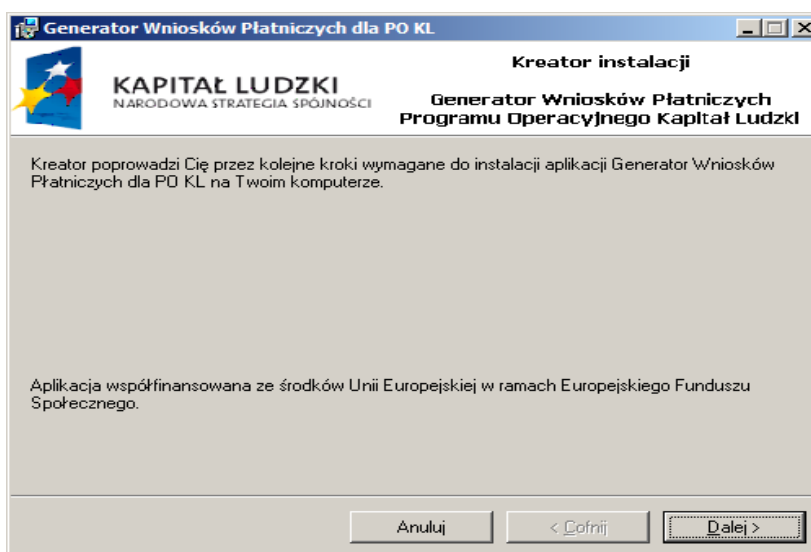 Generator Wniosków Płatniczych dla PO KL
KAPITAŁ LUDZKI
NARODOWA STRATEGIA SPÓJNOŚCI
Kreator instalacji
Generator Wniosków Płatniczych
Programu Operacyjnego Kapitał Ludzki
Kreator poprowadzi Cię przez kolejne kroki wymagane do instalacji aplikacji Generator Wniosków
Płatniczych dla PO KL na Twoim komputerze.
Aplikacja współfinansowana ze środków Unii Europejskiej w ramach Europejskiego Funduszu
Społecznego.
Anuluj
< Cofnij
Dalej >